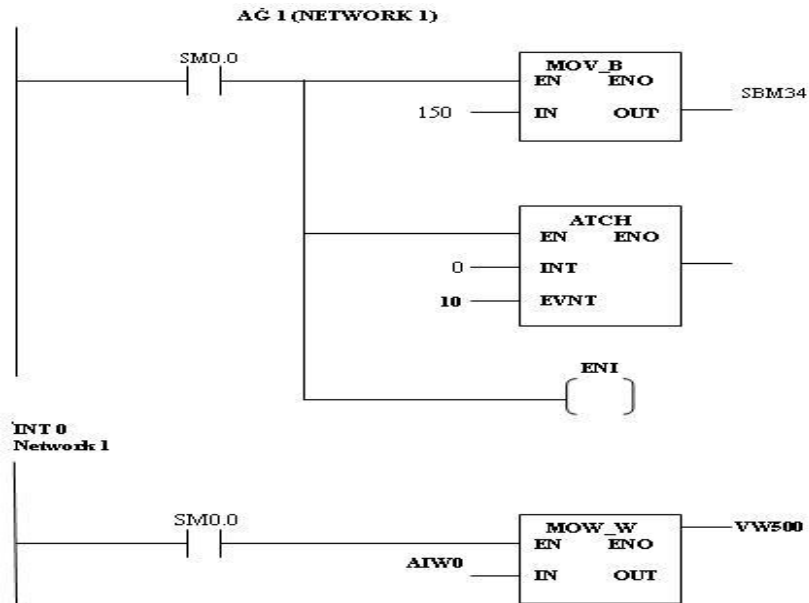 AĞ 1 (NETWORK 1)
SM0.0
MOV_B
EN ENO
SBM34
150 IN OUT
ATCH
EN ENO
0 INT
10 EVNT
ENI
INT 0
Network 1
SM0.0
MOW_W
VW500
EN ENO
AIW0
IN OUT